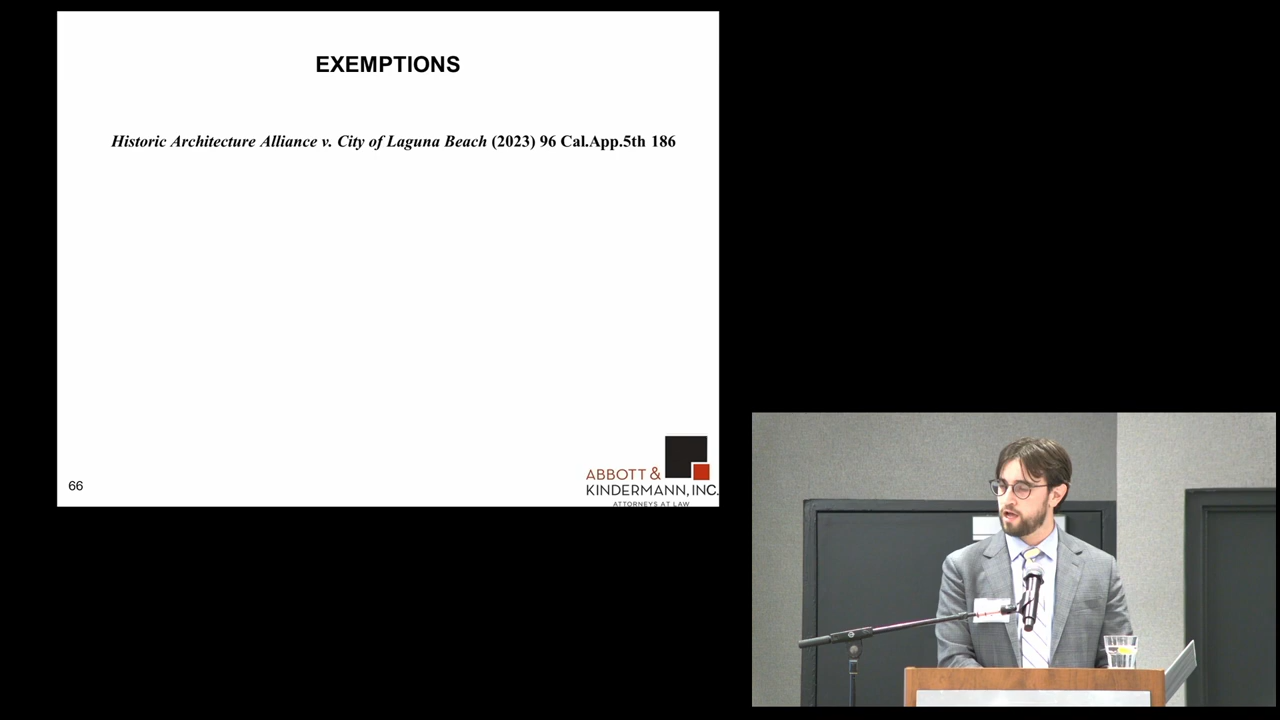 EXEMPTIONS
Historic Architecture Alliance v. City of Laguna Beach (2023) 96 Cal.App.5th 186
66
ABBOTT &
KINDERMANN, INC.
ATTORNEYS AT LAW